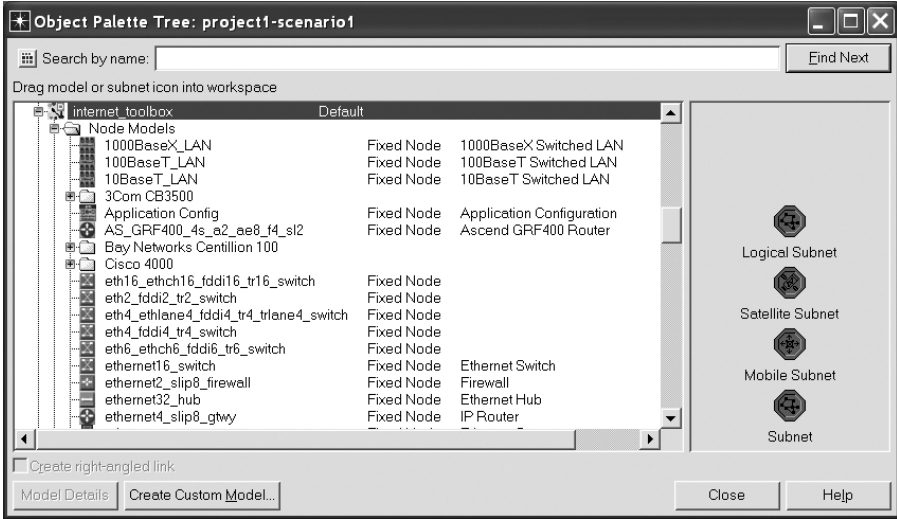 Object Palette Tree: project1-scenario1
Search by name: Find Next
Drag model or subnet icon into workspace
internet_toolbox Default
Node Models
1000BaseX_LAN Fixed Node 1000BaseX Switched LAN
100BaseT_LAN Fixed Node 100BaseT Switched LAN
10BaseT_LAN Fixed Node 10BaseT Switched LAN
3Com CB3500
Application Config Fixed Node Application Configuration
AS_GRF400_4s_a2_ae8_f4_sl2 Fixed Node Ascend GRF400 Router
Bay Networks Centillion 100
Cisco 4000
eth16_ethch16_fddi16_tr16_switch Fixed Node
eth2_fddi2_tr2_switch Fixed Node
eth4_ethlane4_fddi4_tr4_trlane4_switch Fixed Node
eth4_fddi4_tr4_switch Fixed Node
eth6_ethch6_fddi6_tr6_switch Fixed Node
ethernet16_switch Fixed Node Ethernet Switch
ethernet2_slip8_firewall Fixed Node Firewall
ethernet32_hub Fixed Node Ethernet Hub
ethernet4_slip8_gtwy Fixed Node IP Router
Logical Subnet
Satellite Subnet
Mobile Subnet
Subnet
Create right-angled link
Model Details Create Custom Model... Close Help